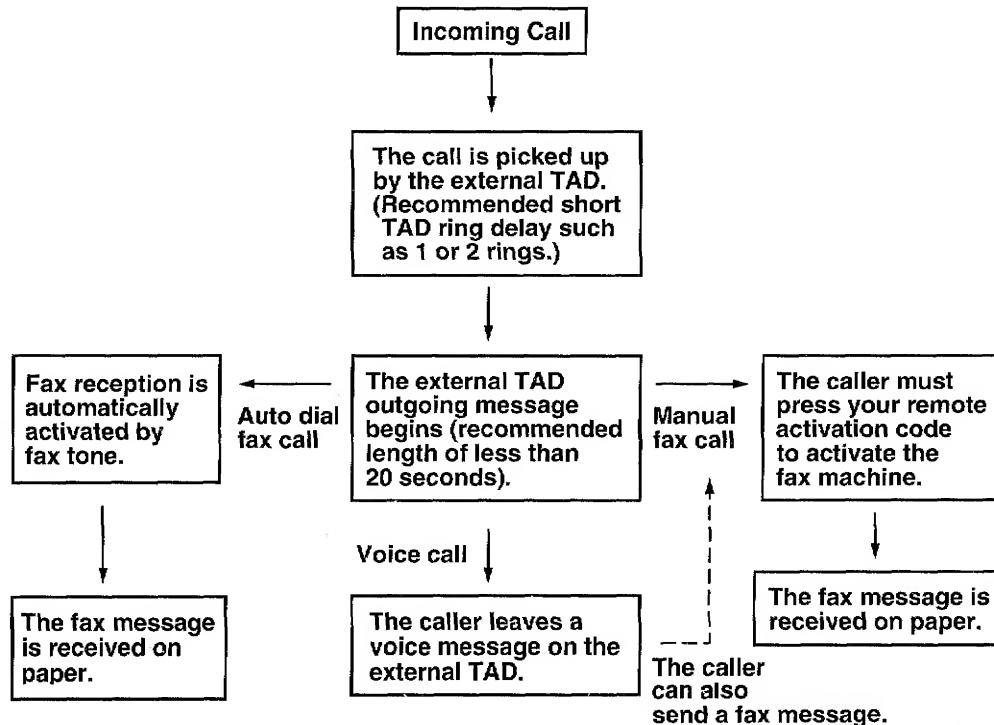 Incoming Call
The call is picked up
by the external TAD.
(Recommended short
TAD ring delay such
as 1 or 2 rings.)
Fax reception is
automatically
activated by
fax tone.
Auto dial
fax call
The external TAD
outgoing message
begins (recommended
length of less than
20 seconds).
Manual
fax call
The caller must
press your remote
activation code
to activate the
fax machine.
Voice call
The fax message
is received on
paper.
The caller leaves a
voice message on the
external TAD.
The caller
can also
send a fax message.
The fax message is
received on paper.